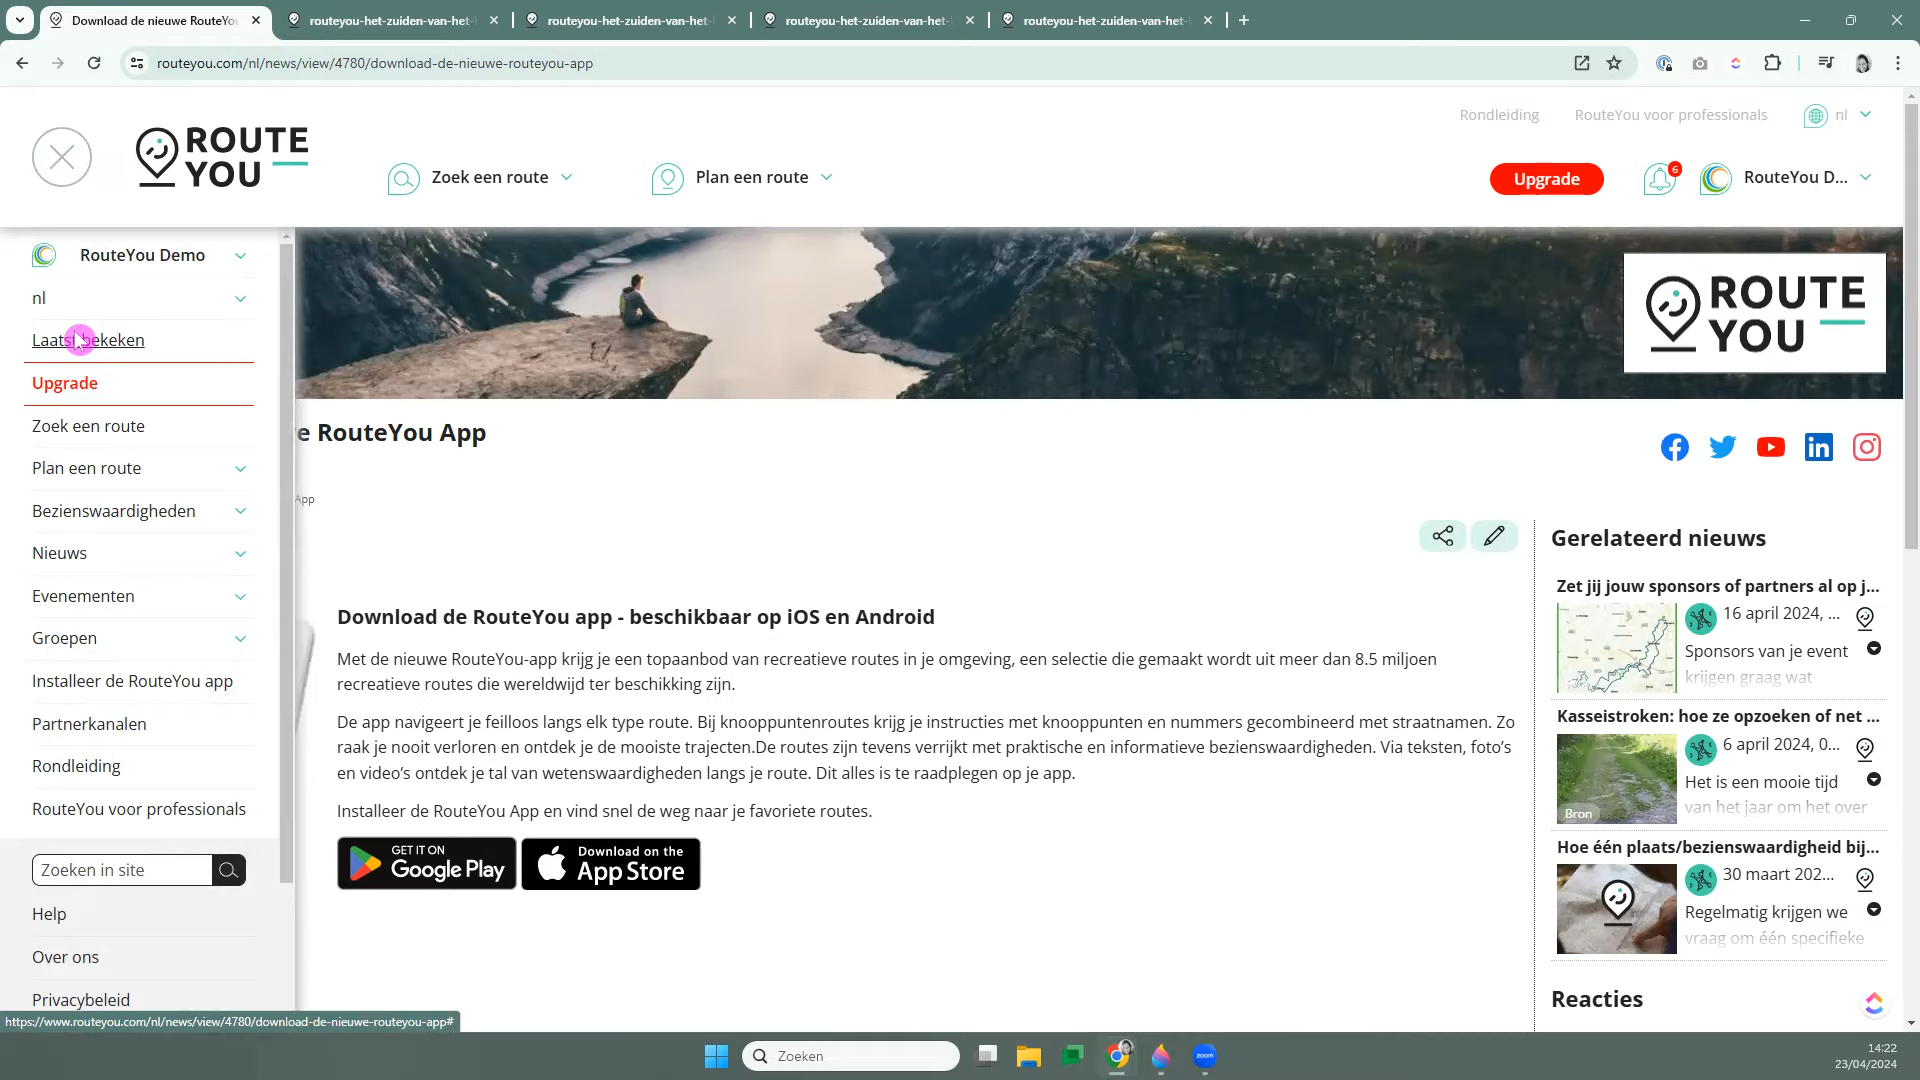 Download de nieuwe RouteYou
routeyou-het-zuiden-van-het-
routeyou-het-zuiden-van-het-
routeyou-het-zuiden-van-het-
routeyou-het-zuiden-van-het-
routeyou.com/nl/news/view/4780/download-de-nieuwe-routeyou-app
Rondleiding
RouteYou voor professionals
nl
ROUTE
YOU
Zoek een route
Plan een route
Upgrade
6
RouteYou D...
RouteYou Demo
nl
Laatst bekeken
Upgrade
Zoek een route
Plan een route
Bezienswaardigheden
Nieuws
Evenementen
Groepen
Installeer de RouteYou app
Partnerkanalen
Rondleiding
RouteYou voor professionals
Zoeken in site
Help
Over ons
Privacybeleid
https://www.routeyou.com/nl/news/view/4780/download-de-nieuwe-routeyou-app#
ROUTE
YOU
e RouteYou App
App
Download de RouteYou app - beschikbaar op iOS en Android
Met de nieuwe RouteYou-app krijg je een topaanbod van recreatieve routes in je omgeving, een selectie die gemaakt wordt uit meer dan 8.5 miljoen
recreatieve routes die wereldwijd ter beschikking zijn.
De app navigeert je feilloos langs elk type route. Bij knooppuntenroutes krijg je instructies met knooppunten en nummers gecombineerd met straatnamen. Zo
raak je nooit verloren en ontdek je de mooiste trajecten.De routes zijn tevens verrijkt met praktische en informatieve bezienswaardigheden. Via teksten, foto's
en video's ontdek je tal van wetenswaardigheden langs je route. Dit alles is te raadplegen op je app.
Installeer de RouteYou App en vind snel de weg naar je favoriete routes.
GET IT ON
Google Play
Download on the
App Store
Gerelateerd nieuws
Zet jij jouw sponsors of partners al op j...
16 april 2024, ...
Sponsors van je event
krijgen graag wat
Kasseistroken: hoe ze opzoeken of net ...
6 april 2024, 0...
Het is een mooie tijd
van het jaar om het over
Bron
Hoe één plaats/bezienswaardigheid bij...
30 maart 202...
Regelmatig krijgen we
vraag om één specifieke
Reacties
Zoeken
zoom
14:22
23/04/2024